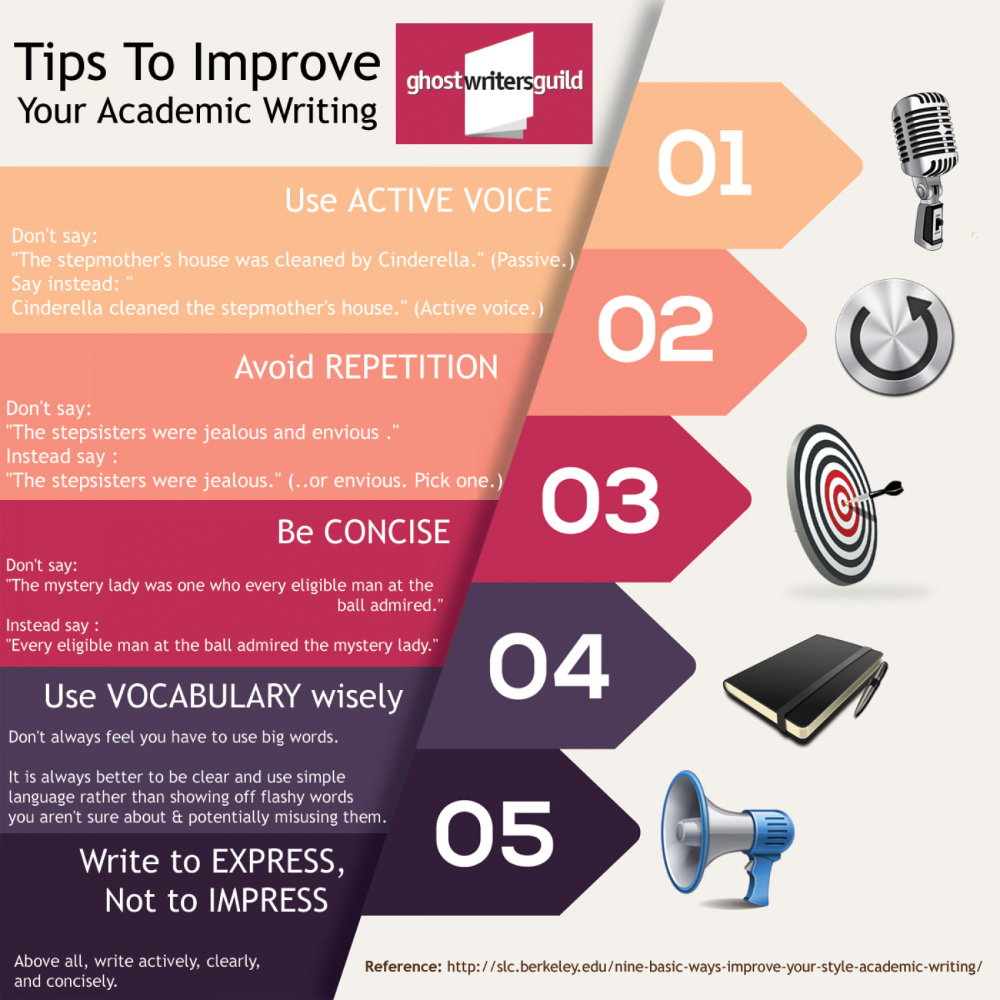 Tips To Improve
Your Academic Writing
ghostwritersguild
01
Use ACTIVE VOICE
Don't say:
"The stepmother's house was cleaned by Cinderella." (Passive.)
Say instead: "
Cinderella cleaned the stepmother's house." (Active voice.)
r.
02
Avoid REPETITION
Don't say:
"The stepsisters were jealous and envious ."
Instead say :
"The stepsisters were jealous." (..or envious. Pick one.)
03
Be CONCISE
Don't say:
"The mystery lady was one who every eligible man at the
ball admired."
Instead say :
"Every eligible man at the ball admired the mystery lady."
04
Use VOCABULARY wisely
Don't always feel you have to use big words.
It is always better to be clear and use simple
language rather than showing off flashy words
you aren't sure about & potentially misusing them.
05
Write to EXPRESS,
Not to IMPRESS
Above all, write actively, clearly,
and concisely.
Reference: http://slc.berkeley.edu/nine-basic-ways-improve-your-style-academic-writing/